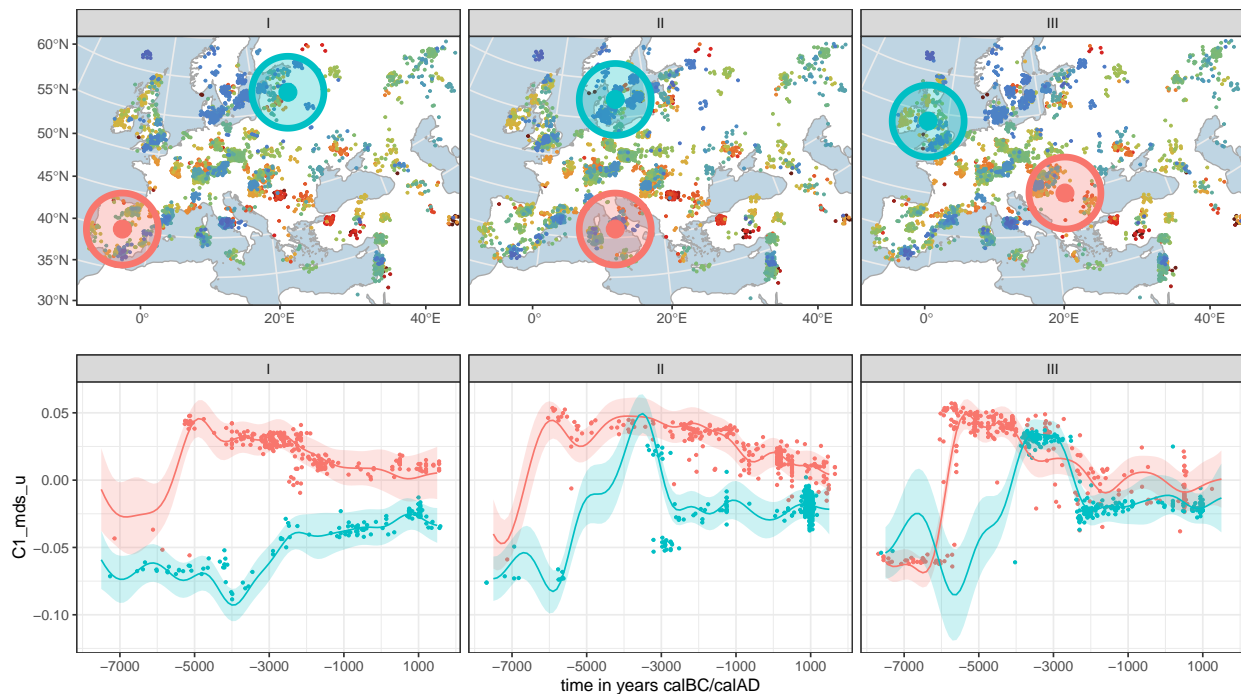 I II III
60°N
55°N
50°N
45°N
40°N
35°N
30°N
0° 20°E 40°E 0° 20°E 40°E 0° 20°E 40°E
I II III
0.05
0.00
−0.05
−0.10
C1_mds_u
−7000 −5000 −3000 −1000 1000 −7000 −5000 −3000 −1000 1000 −7000 −5000 −3000 −1000 1000
time in years calBC/calAD